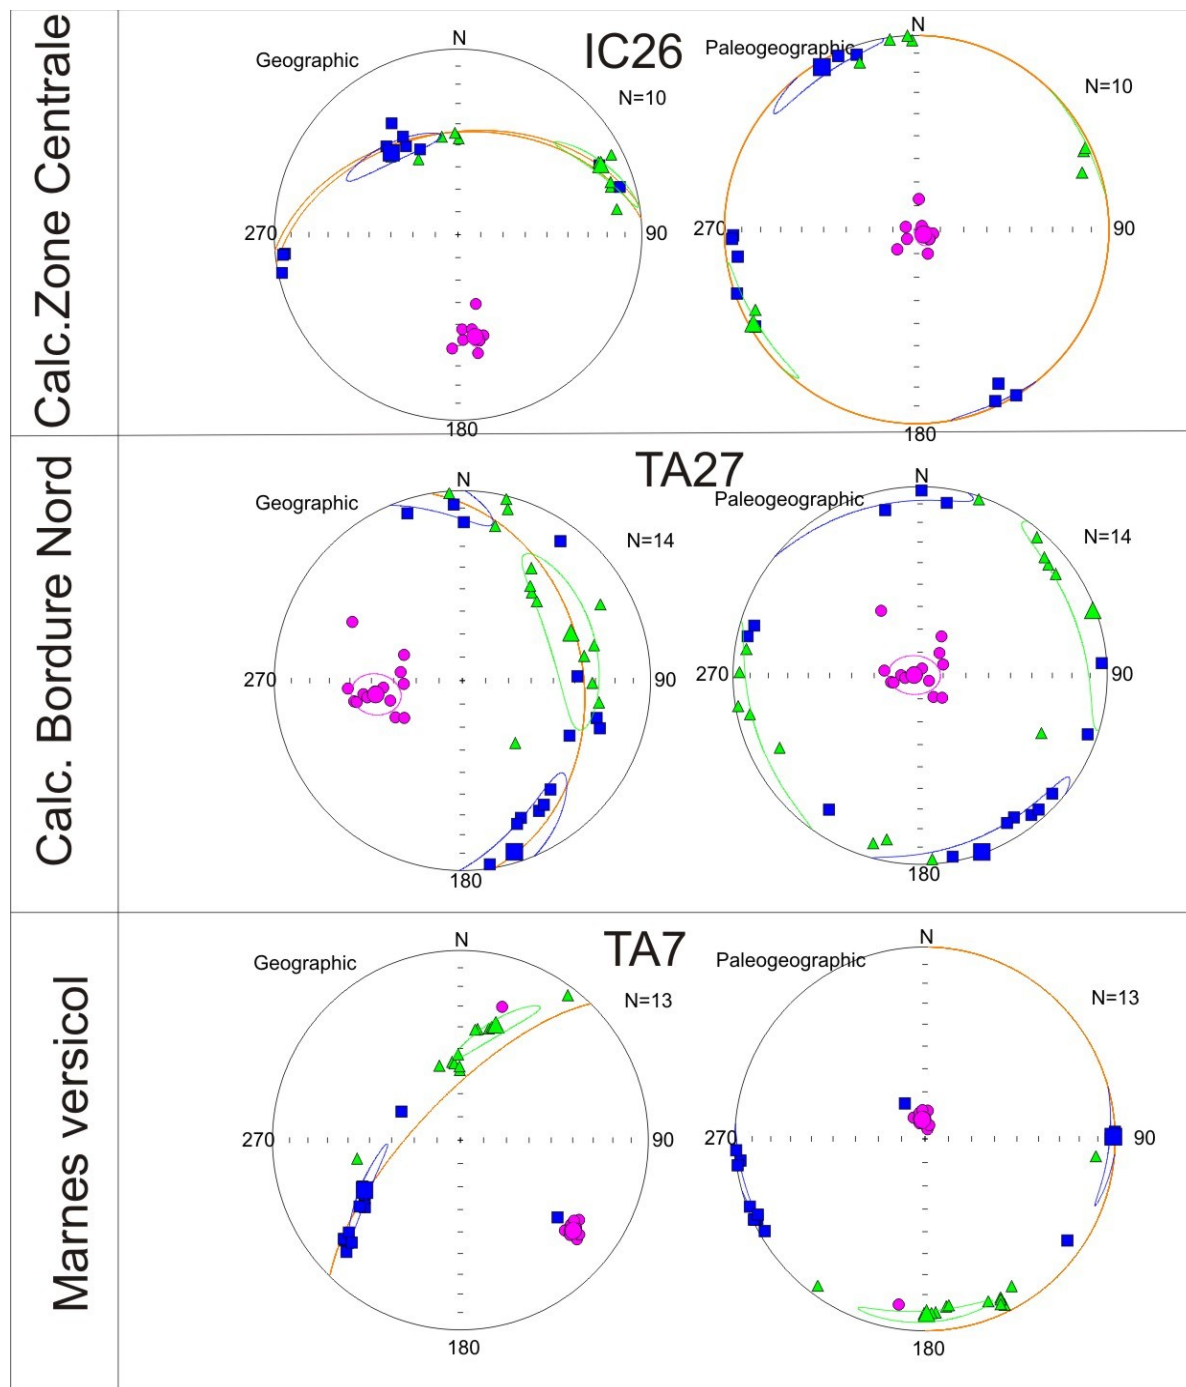 Calc.Zone Centrale
IC26
Geographic
N
N=10
270
90
180
Paleogeographic
N
N=10
270
90
180
Calc. Bordure Nord
TA27
Geographic
N
N=14
270
90
180
Paleogeographic
N
N=14
270
90
180
Marnes versicol
TA7
Geographic
N
N=13
270
90
180
Paleogeographic
N
N=13
270
90
180